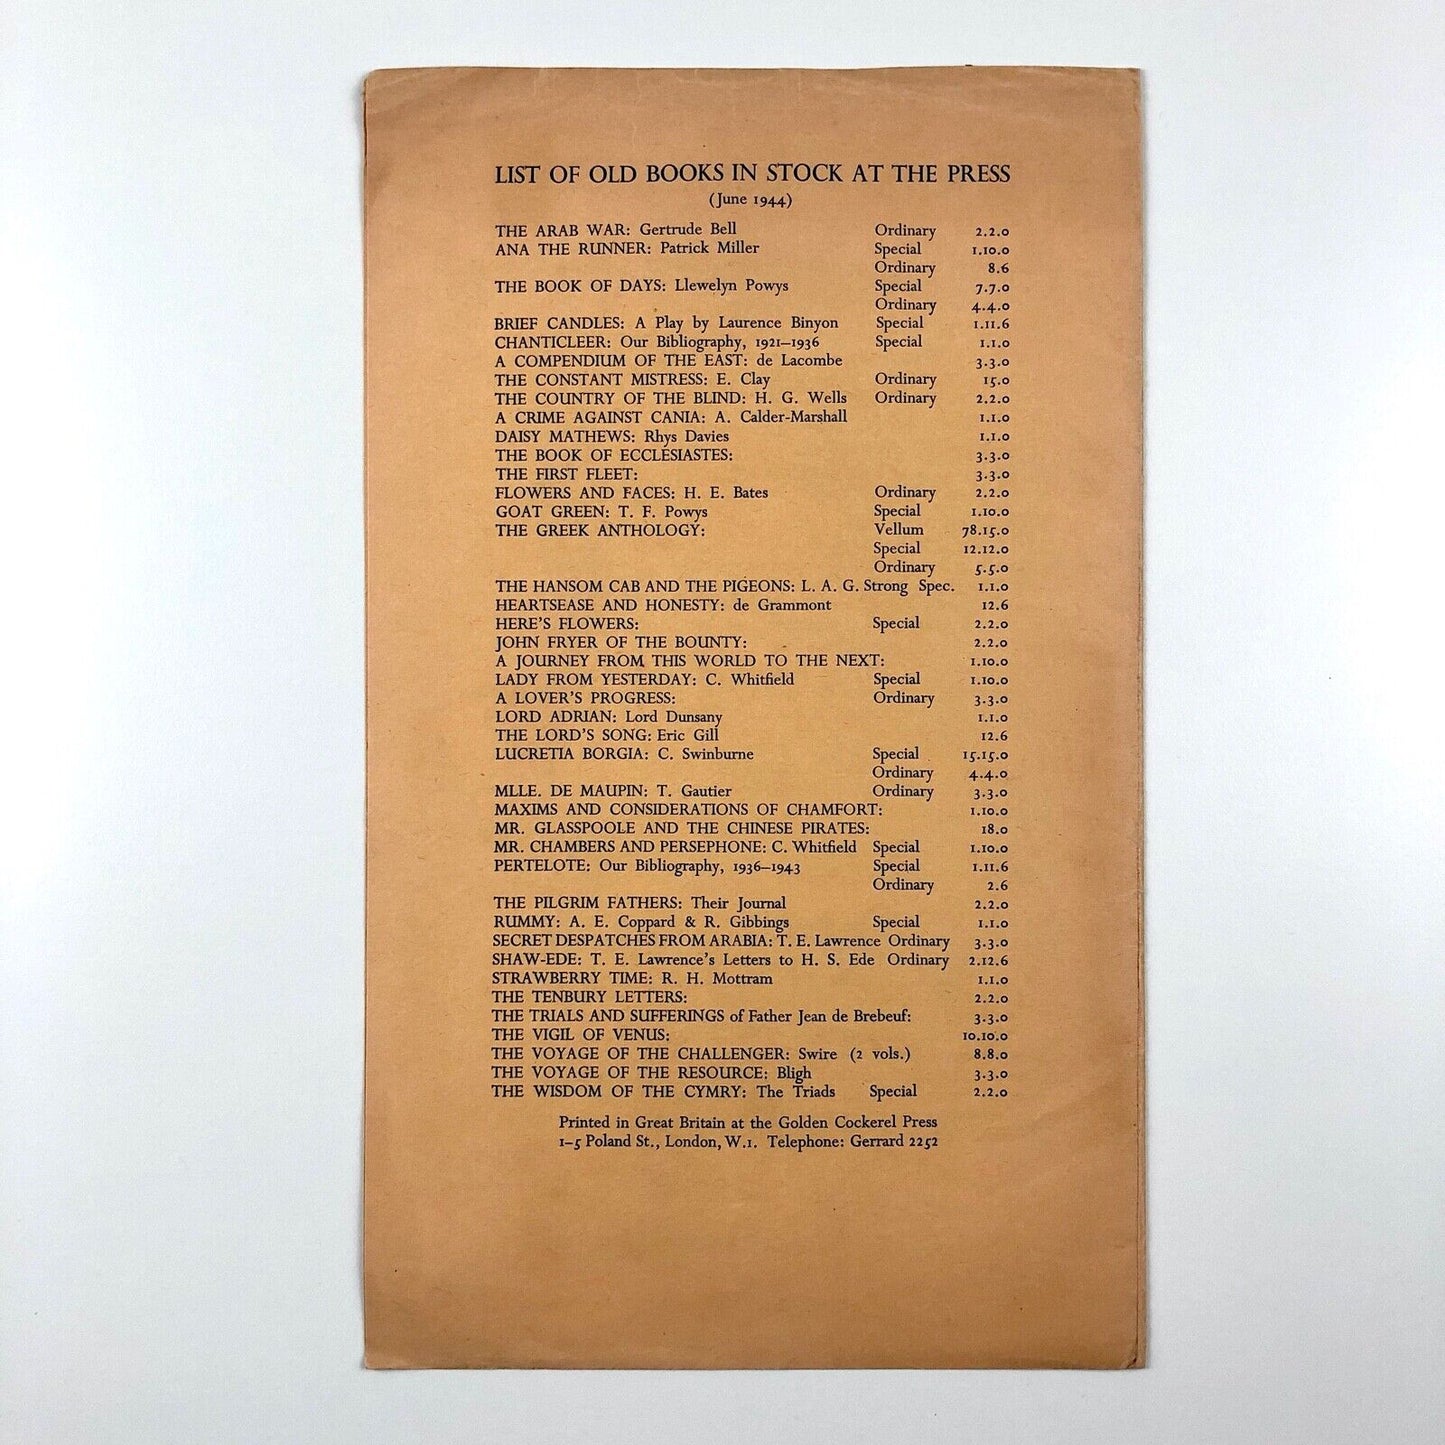 LIST OF OLD BOOKS IN STOCK AT THE PRESS
(June 1944)
THE ARAB WAR: Gertrude Bell Ordinary 2.2.0
ANA THE RUNNER: Patrick Miller Special 1.10.0
Ordinary 8.6
THE BOOK OF DAYS: Llewelyn Powys Special 7.7.0
Ordinary 4.4.0
BRIEF CANDLES: A Play by Laurence Binyon Special 1.11.6
CHANTICLEER: Our Bibliography, 1921–1936 Special 1.1.0
A COMPENDIUM OF THE EAST: de Lacombe 3.3.0
THE CONSTANT MISTRESS: E. Clay Ordinary 15.0
THE COUNTRY OF THE BLIND: H. G. Wells Ordinary 2.2.0
A CRIME AGAINST CANIA: A. Calder-Marshall 1.1.0
DAISY MATHEWS: Rhys Davies 1.1.0
THE BOOK OF ECCLESIASTES: 3.3.0
THE FIRST FLEET: 3.3.0
FLOWERS AND FACES: H. E. Bates Ordinary 2.2.0
GOAT GREEN: T. F. Powys Special 1.10.0
THE GREEK ANTHOLOGY: Vellum 78.15.0
Special 12.12.0
Ordinary 5.5.0
THE HANSOM CAB AND THE PIGEONS: L. A. G. Strong Spec. 1.1.0
HEARTSEASE AND HONESTY: de Grammont 12.6
HERE'S FLOWERS: Special 2.2.0
JOHN FRYER OF THE BOUNTY: 2.2.0
A JOURNEY FROM THIS WORLD TO THE NEXT: 1.10.0
LADY FROM YESTERDAY: C. Whitfield Special 1.10.0
A LOVER'S PROGRESS: Ordinary 3.3.0
LORD ADRIAN: Lord Dunsany 1.1.0
THE LORD'S SONG: Eric Gill 12.6
LUCRETIA BORGIA: C. Swinburne Special 15.15.0
Ordinary 4.4.0
MLLE. DE MAUPIN: T. Gautier Ordinary 3.3.0
MAXIMS AND CONSIDERATIONS OF CHAMFORT: 1.10.0
MR. GLASSPOOLE AND THE CHINESE PIRATES: 18.0
MR. CHAMBERS AND PERSEPHONE: C. Whitfield Special 1.10.0
PERTELOTE: Our Bibliography, 1936–1943 Special 1.11.6
Ordinary 2.6
THE PILGRIM FATHERS: Their Journal 2.2.0
RUMMY: A. E. Coppard & R. Gibbings Special 1.1.0
SECRET DESPATCHES FROM ARABIA: T. E. Lawrence Ordinary 3.3.0
SHAW-EDE: T. E. Lawrence's Letters to H. S. Ede Ordinary 2.12.6
STRAWBERRY TIME: R. H. Mottram 1.1.0
THE TENBURY LETTERS: 2.2.0
THE TRIALS AND SUFFERINGS of Father Jean de Brebeuf: 3.3.0
THE VIGIL OF VENUS: 10.10.0
THE VOYAGE OF THE CHALLENGER: Swire (2 vols.) 8.8.0
THE VOYAGE OF THE RESOURCE: Bligh 3.3.0
THE WISDOM OF THE CYMRY: The Triads Special 2.2.0
Printed in Great Britain at the Golden Cockerel Press
1–5 Poland St., London, W.1. Telephone: Gerrard 2252